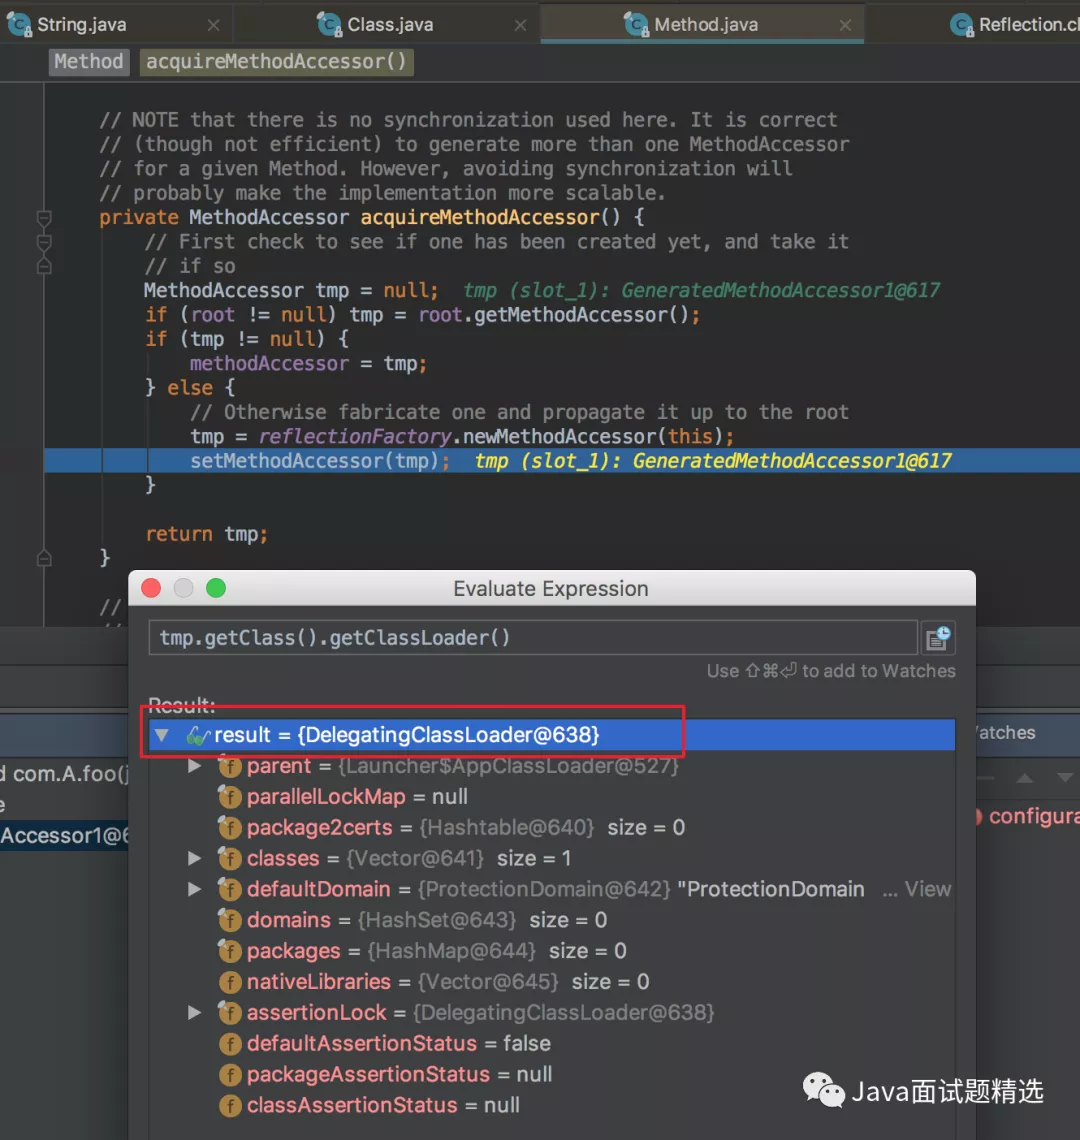 String.java
Class.java
Method.java
Reflection.cl
Method acquireMethodAccessor()
// NOTE that there is no synchronization used here. It is correct
// (though not efficient) to generate more than one MethodAccessor
// for a given Method. However, avoiding synchronization will
// probably make the implementation more scalable.
private MethodAccessor acquireMethodAccessor() {
// First check to see if one has been created yet, and take it
// if so
MethodAccessor tmp = null; tmp (slot_1): GeneratedMethodAccessor1@617
if (root != null) tmp = root.getMethodAccessor();
if (tmp != null) {
methodAccessor = tmp;
} else {
// Otherwise fabricate one and propagate it up to the root
tmp = reflectionFactory.newMethodAccessor(this);
setMethodAccessor(tmp); tmp (slot_1): GeneratedMethodAccessor1@617
}
return tmp;
}
//
Evaluate Expression
tmp.getClass().getClassLoader()
Use ⇧⌘⏎ to add to Watches
Result:
result = {DelegatingClassLoader@638}
parent = {Launcher$AppClassLoader@527}
parallelLockMap = null
package2certs = {Hashtable@640} size = 0
classes = {Vector@641} size = 1
defaultDomain = {ProtectionDomain@642} "ProtectionDomain ... View
domains = {HashSet@643} size = 0
packages = {HashMap@644} size = 0
nativeLibraries = {Vector@645} size = 0
assertionLock = {DelegatingClassLoader@638}
defaultAssertionStatus = false
packageAssertionStatus = null
classAssertionStatus = null
d com.A.foo(j
e
Accessor1@6
atches
configura
Java面试题精选